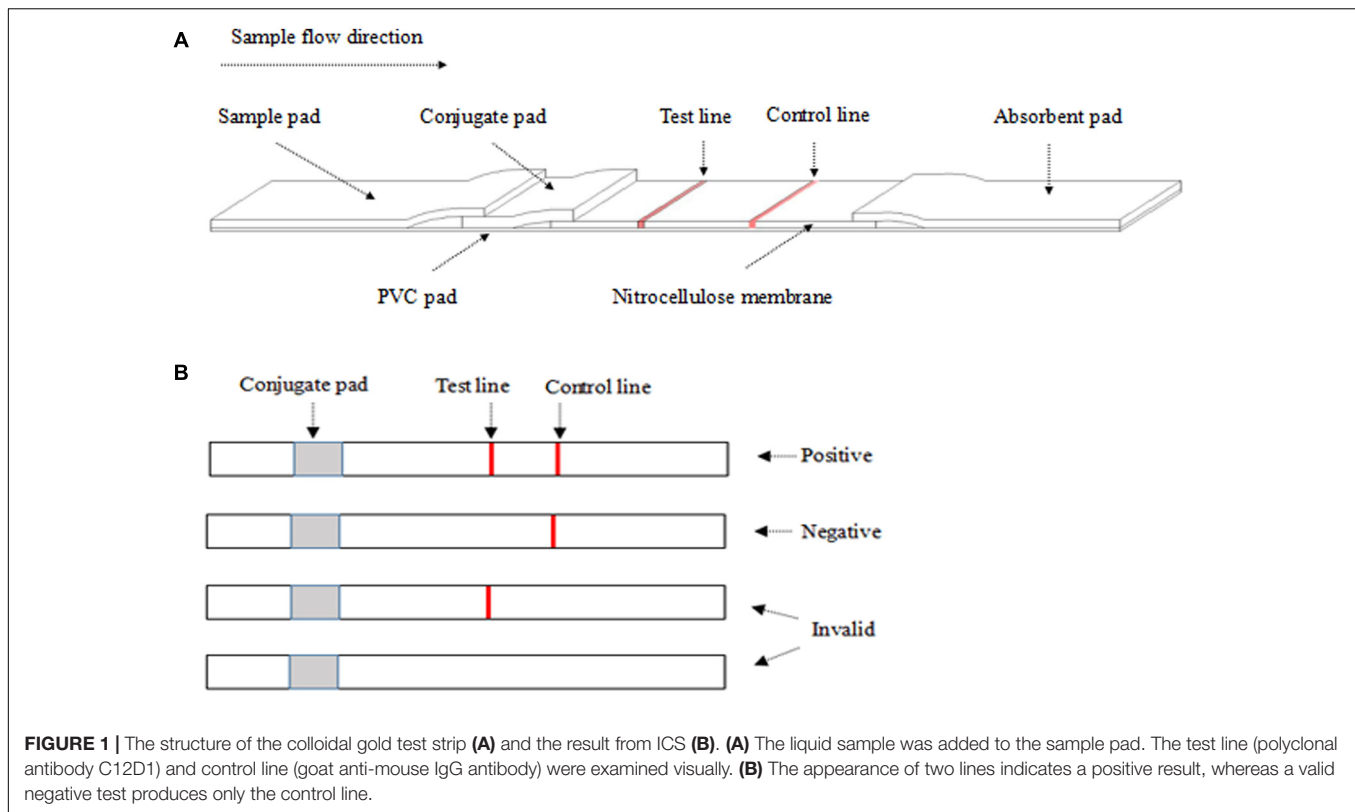 A
Sample flow direction
Sample pad
Conjugate pad
Test line
Control line
Absorbent pad
PVC pad
Nitrocellulose membrane
B
Conjugate pad
Test line
Control line
Positive
Negative
Invalid
FIGURE 1 | The structure of the colloidal gold test strip (A) and the result from ICS (B). (A) The liquid sample was added to the sample pad. The test line (polyclonal
antibody C12D1) and control line (goat anti-mouse IgG antibody) were examined visually. (B) The appearance of two lines indicates a positive result, whereas a valid
negative test produces only the control line.